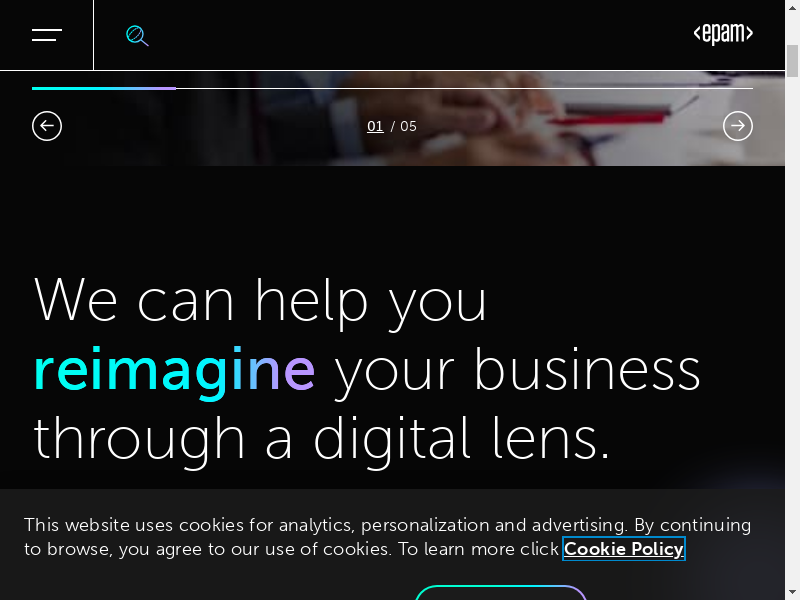 <epam>
01 / 05
We can help you
reimagine your business
through a digital lens.
This website uses cookies for analytics, personalization and advertising. By continuing
to browse, you agree to our use of cookies. To learn more click Cookie Policy